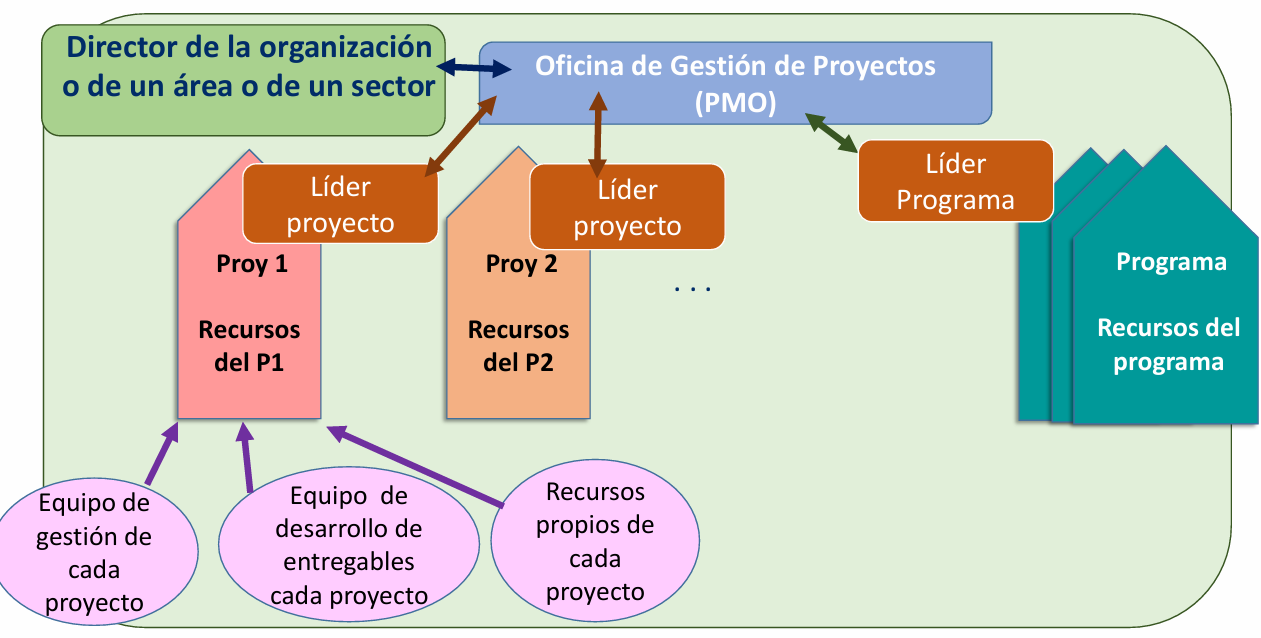 Director de la organización
o de un área o de un sector
Oficina de Gestión de Proyectos
(PMO)
Líder
proyecto
Líder
proyecto
Líder
Programa
Proy 1
Recursos
del P1
Proy 2
Recursos
del P2
. . .
Programa
Recursos del
programa
Equipo de
gestión de
cada
proyecto
Equipo de
desarrollo de
entregables
cada proyecto
Recursos
propios de
cada
proyecto